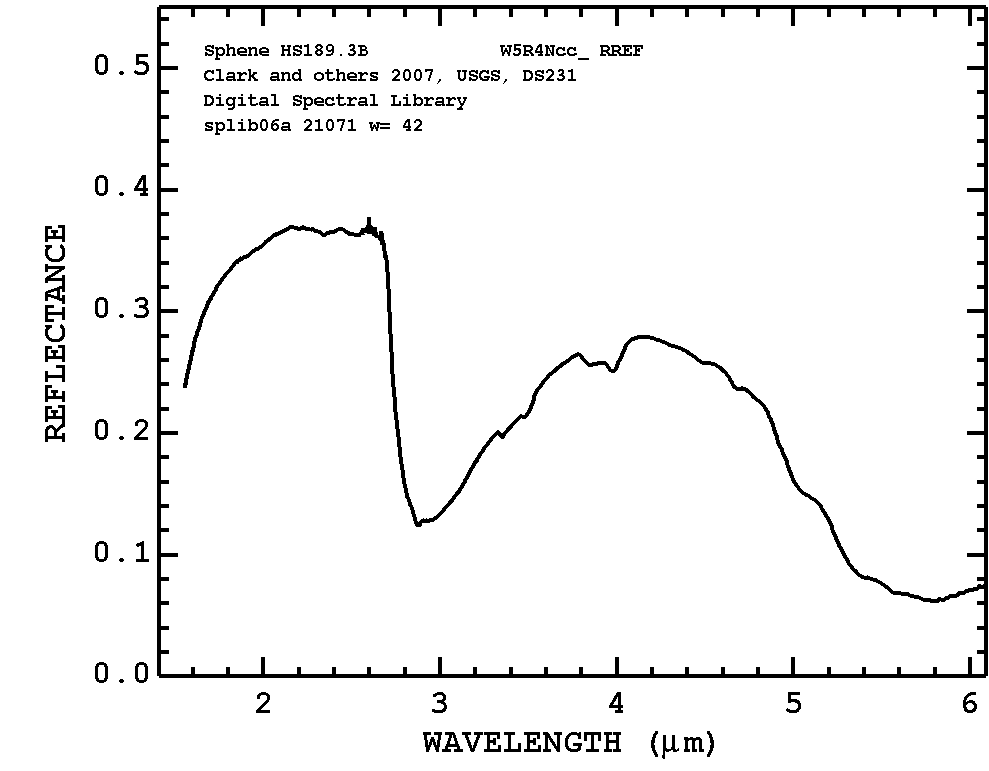 Sphene HS189.3B W5R4Ncc_ RREF
Clark and others 2007, USGS, DS231
Digital Spectral Library
splib06a 21071 w= 42
0.5
0.4
0.3
0.2
0.1
0.0
REFLECTANCE
2 3 4 5 6
WAVELENGTH (μm)